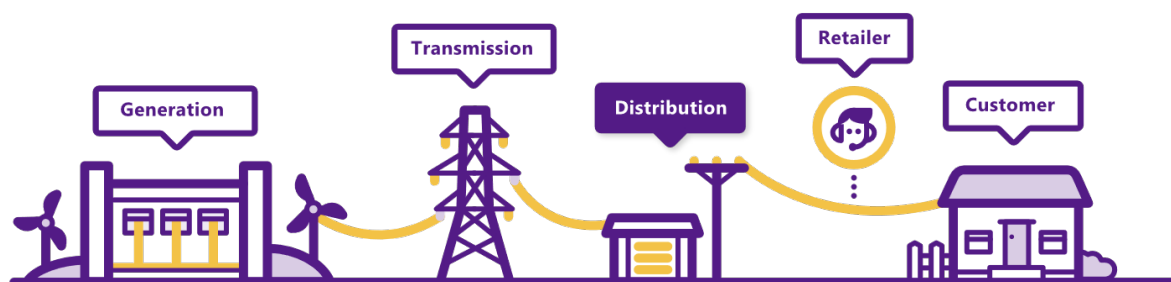 Generation
Transmission
Distribution
Retailer
Customer